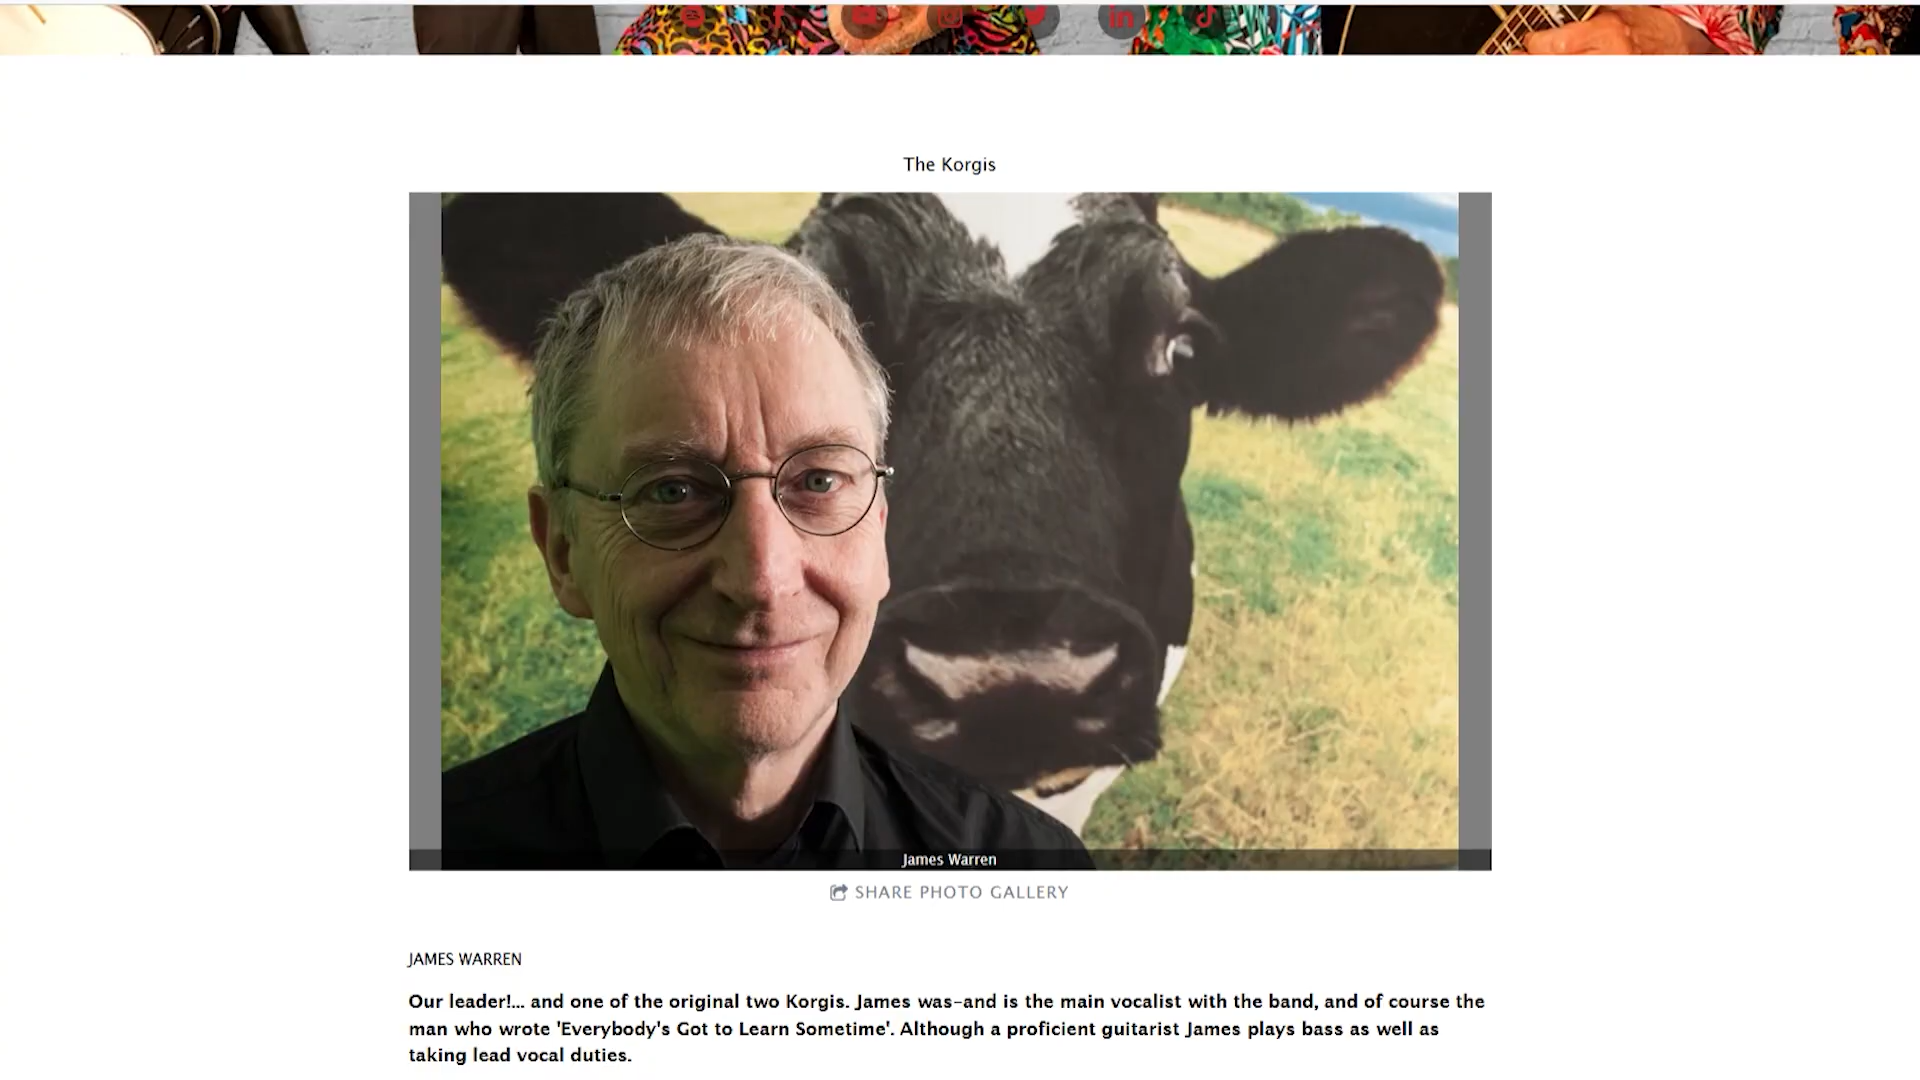 The Korgis
James Warren
SHARE PHOTO GALLERY
JAMES WARREN
Our leader!... and one of the original two Korgis. James was-and is the main vocalist with the band, and of course the
man who wrote 'Everybody's Got to Learn Sometime'. Although a proficient guitarist James plays bass as well as
taking lead vocal duties.